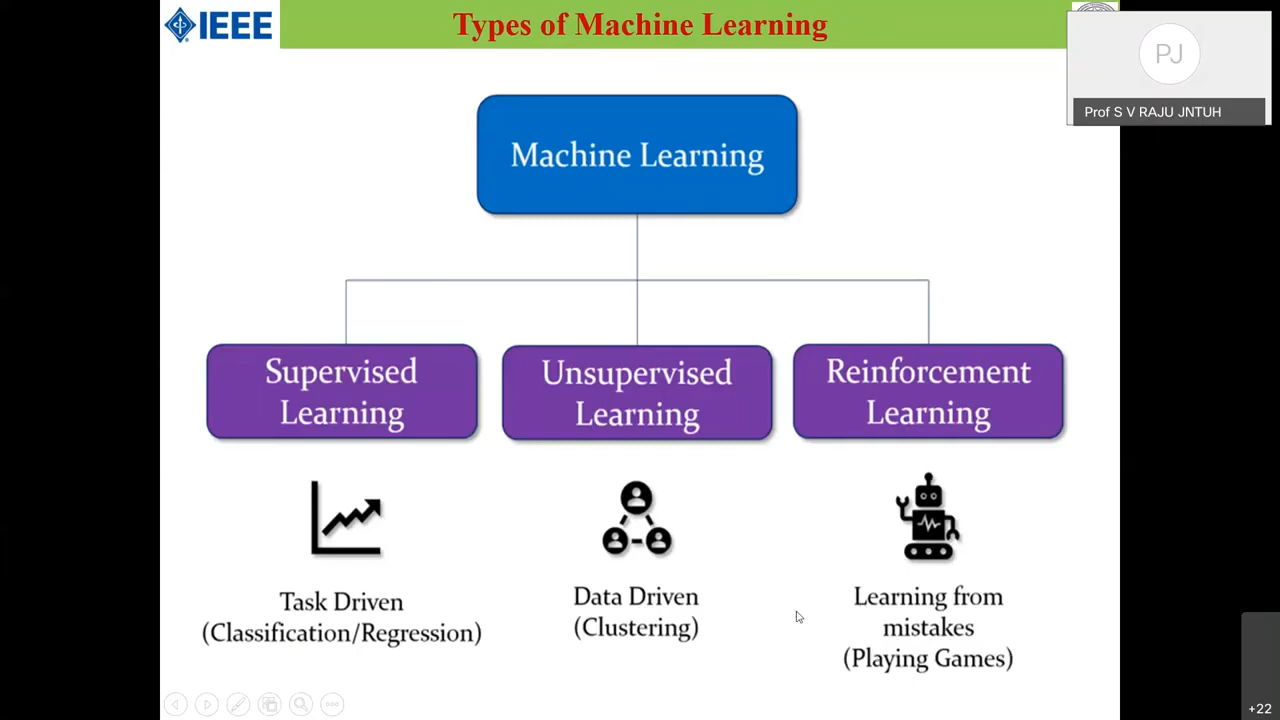 IEEE
Types of Machine Learning
PJ
Prof S V RAJU JNTUH
Machine Learning
Supervised
Learning
Unsupervised
Learning
Reinforcement
Learning
Task Driven
(Classification/Regression)
Data Driven
(Clustering)
Learning from
mistakes
(Playing Games)
+22